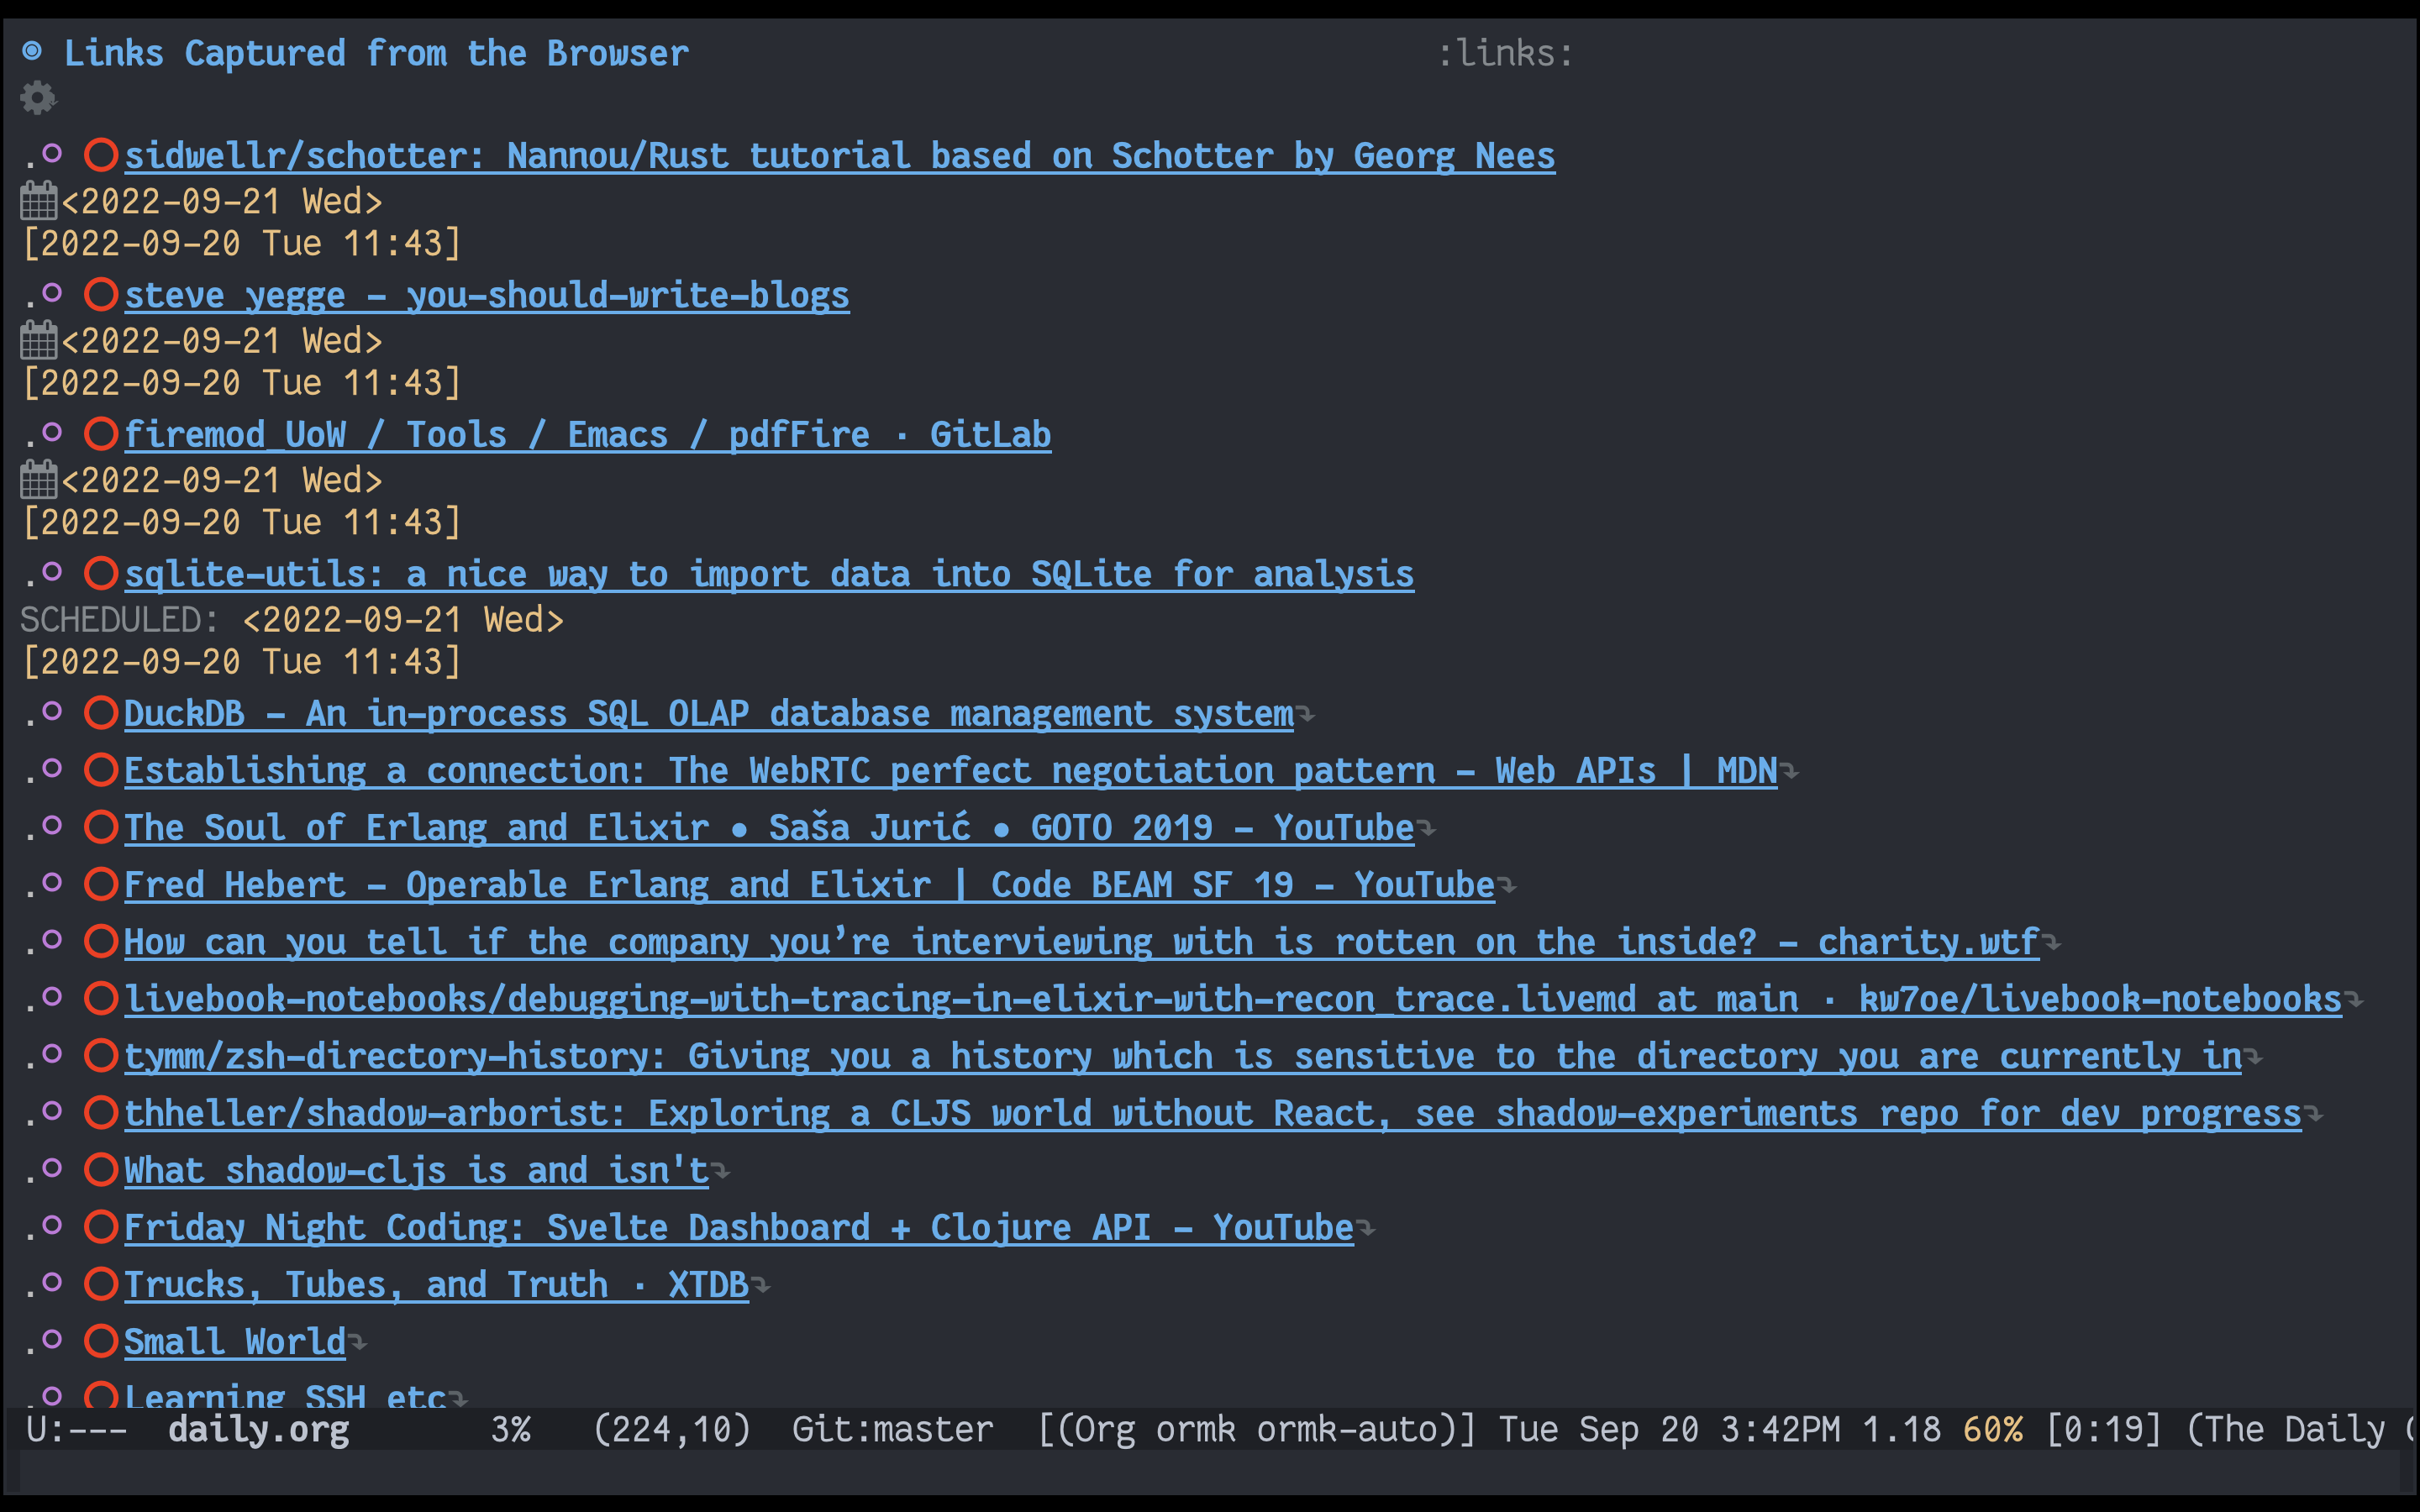 Links Captured from the Browser :links:
sidwellr/schotter: Nannou/Rust tutorial based on Schotter by Georg Nees
<2022-09-21 Wed>
[2022-09-20 Tue 11:43]
steve yegge - you-should-write-blogs
<2022-09-21 Wed>
[2022-09-20 Tue 11:43]
firemod_UoW / Tools / Emacs / pdfFire · GitLab
<2022-09-21 Wed>
[2022-09-20 Tue 11:43]
sqlite-utils: a nice way to import data into SQLite for analysis
SCHEDULED: <2022-09-21 Wed>
[2022-09-20 Tue 11:43]
DuckDB - An in-process SQL OLAP database management system
Establishing a connection: The WebRTC perfect negotiation pattern - Web APIs | MDN
The Soul of Erlang and Elixir • Saša Jurić • GOTO 2019 - YouTube
Fred Hebert - Operable Erlang and Elixir | Code BEAM SF 19 - YouTube
How can you tell if the company you’re interviewing with is rotten on the inside? - charity.wtf
livebook-notebooks/debugging-with-tracing-in-elixir-with-recon_trace.livemd at main · kw7oe/livebook-notebooks
tymm/zsh-directory-history: Giving you a history which is sensitive to the directory you are currently in
thheller/shadow-arborist: Exploring a CLJS world without React, see shadow-experiments repo for dev progress
What shadow-cljs is and isn't
Friday Night Coding: Svelte Dashboard + Clojure API - YouTube
Trucks, Tubes, and Truth · XTDB
Small World
Learning SSH etc
U:--- daily.org 3% (224,10) Git:master [(Org ormk ormk-auto)] Tue Sep 20 3:42PM 1.18 60% [0:19] (The Daily